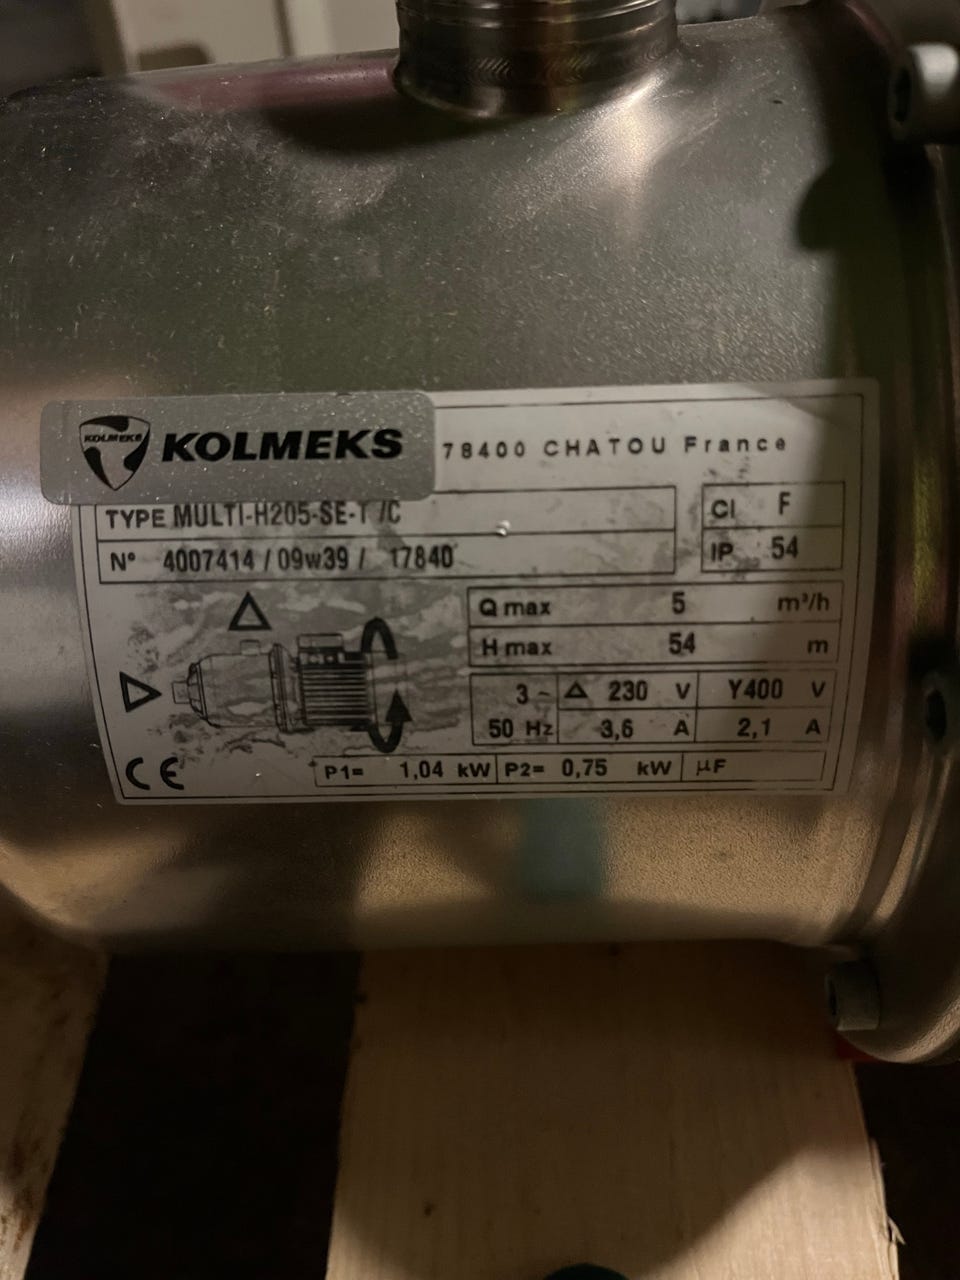 KOLMEKS
KOLMEKS 78400 CHATOU France
TYPE MULTI-H205-SE-T /C
Cl F
N° 4007414 / 09w39 / 17840
IP 54
Q max 5 m³/h
H max 54 m
3 ~ Δ 230 V Y400 V
50 Hz 3,6 A 2,1 A
CE P1= 1,04 kW P2= 0,75 kW µF